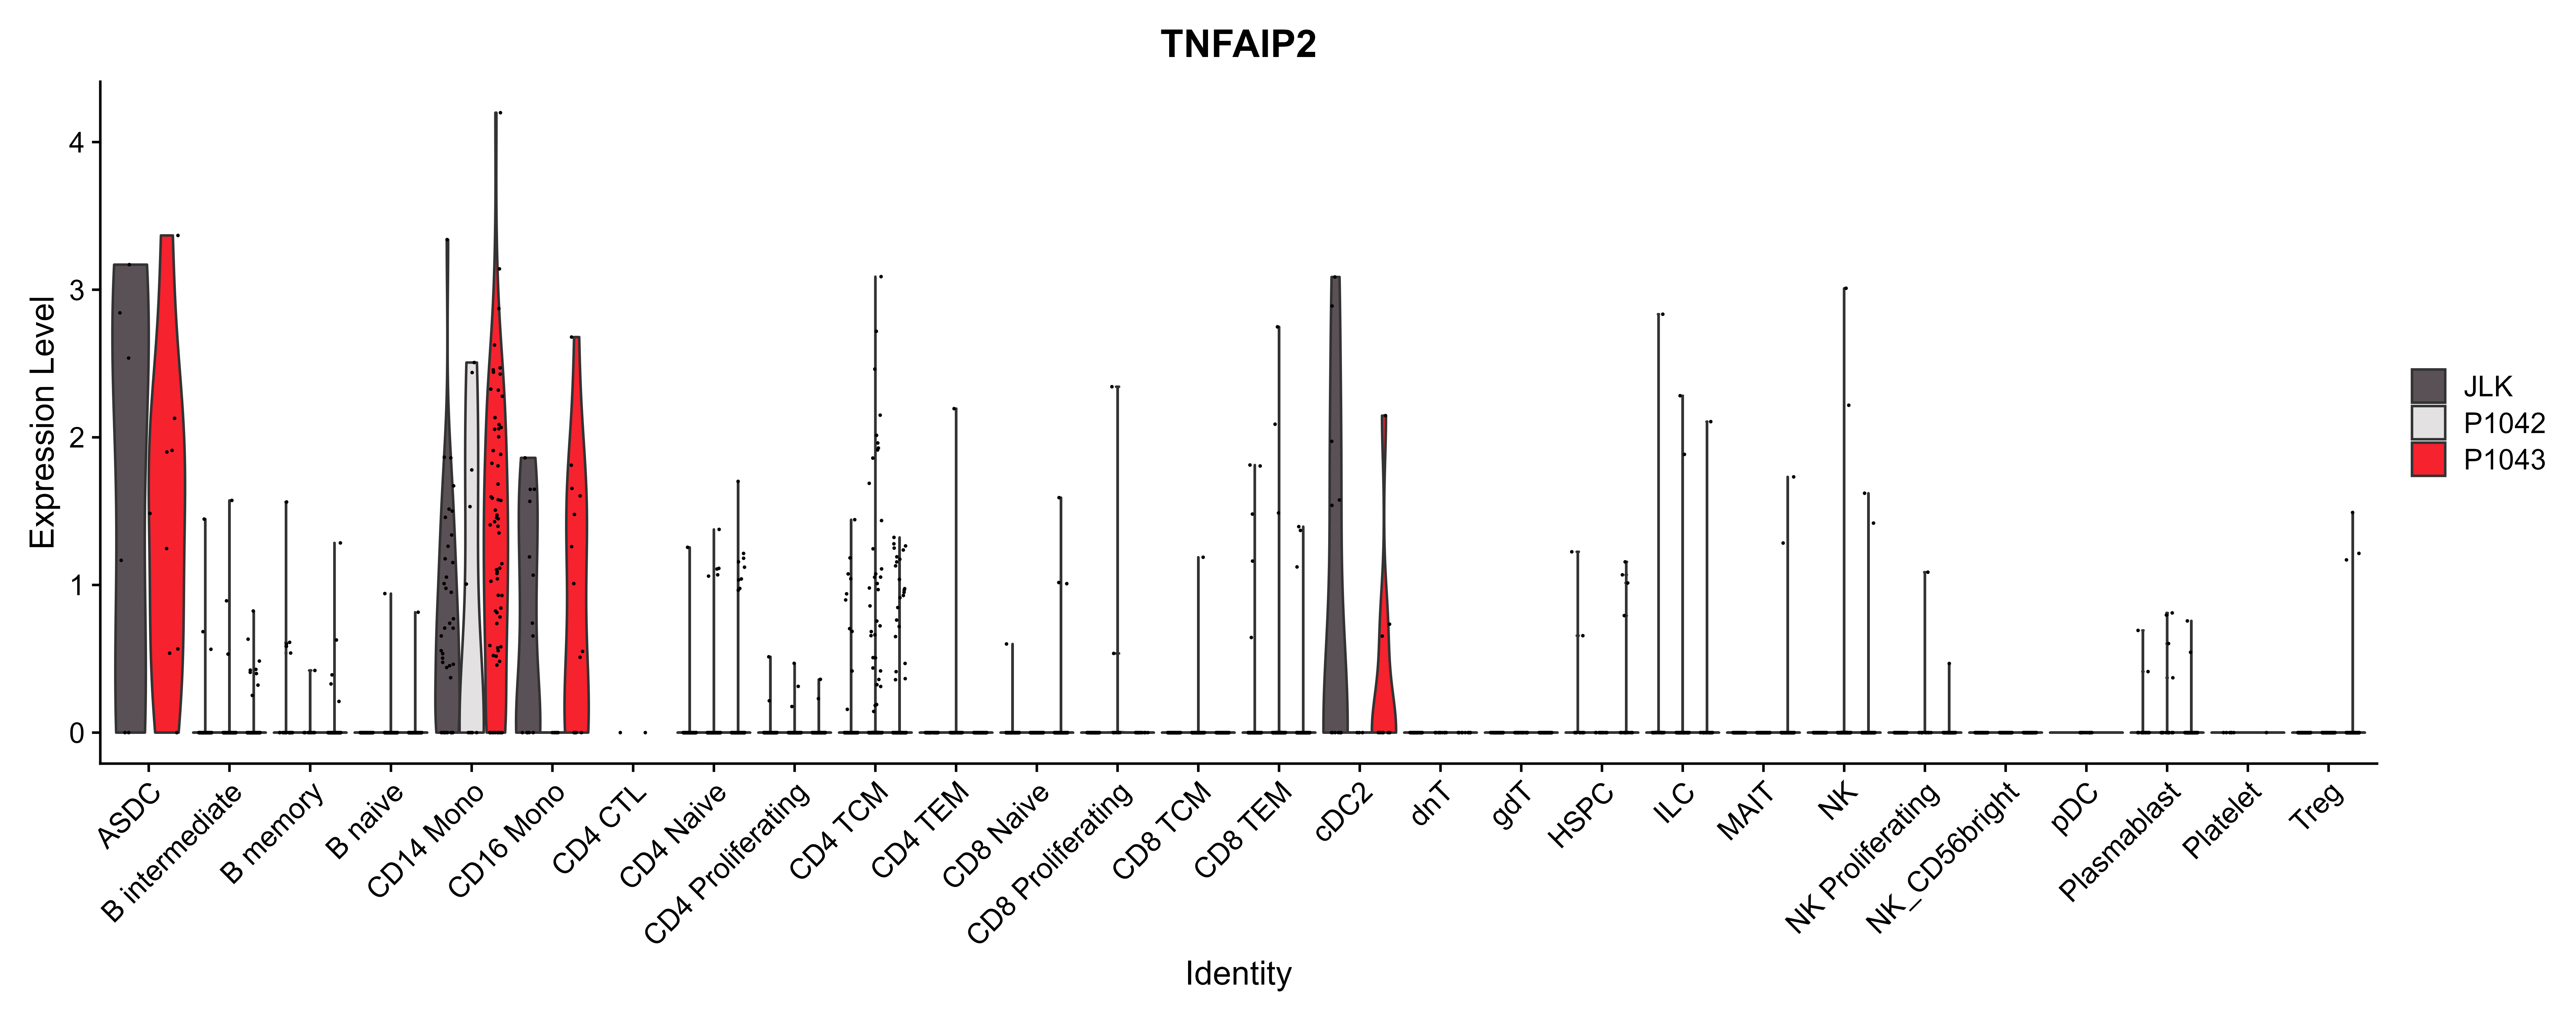 TNFAIP2
Expression Level
4
3
2
1
0
ASDC
B intermediate
B memory
B naive
CD14 Mono
CD16 Mono
CD4 CTL
CD4 Naive
CD4 Proliferating
CD4 TCM
CD4 TEM
CD8 Naive
CD8 Proliferating
CD8 TCM
CD8 TEM
cDC2
dnT
gdT
HSPC
ILC
MAIT
NK
NK Proliferating
NK_CD56bright
pDC
Plasmablast
Platelet
Treg
Identity
JLK
P1042
P1043